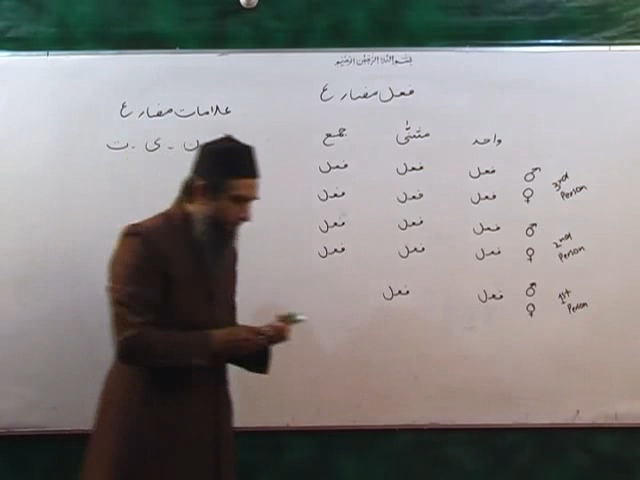 بسم اللہ الرحمٰن الرحیم
فعل مضارع
علامات مضارع
ن ۔ ی ۔ ت
واحد مثنیٰ جمع
♂ فعل فعل فعل
3rd Person
♀ فعل فعل فعل
♂ فعل فعل فعل
2nd Person
♀ فعل فعل فعل
♂ فعل فعل
1st Person
♀